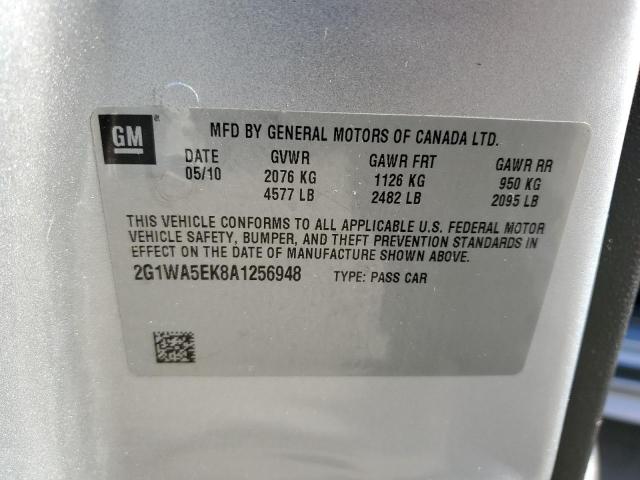 GM
MFD BY GENERAL MOTORS OF CANADA LTD.
DATE GVWR GAWR FRT GAWR RR
05/10 2076 KG 1126 KG 950 KG
4577 LB 2482 LB 2095 LB
THIS VEHICLE CONFORMS TO ALL APPLICABLE U.S. FEDERAL MOTOR
VEHICLE SAFETY, BUMPER, AND THEFT PREVENTION STANDARDS IN
EFFECT ON THE DATE OF MANUFACTURE SHOWN ABOVE.
2G1WA5EK8A1256948 TYPE: PASS CAR